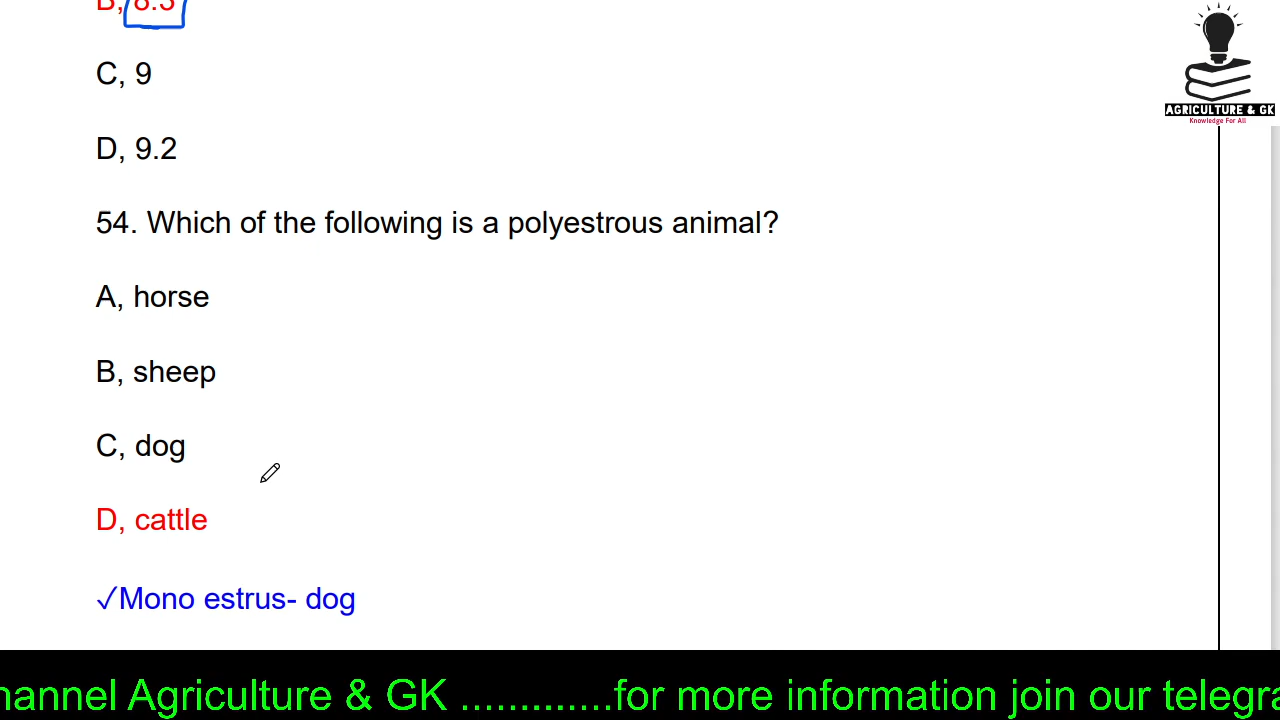 B, 8.5
C, 9
D, 9.2
54. Which of the following is a polyestrous animal?
A, horse
B, sheep
C, dog
D, cattle
✓Mono estrus- dog
AGRICULTURE & GK
Knowledge For All
hannel Agriculture & GK .............for more information join our telegra